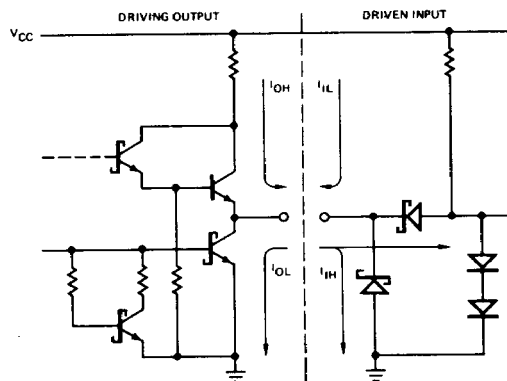 DRIVING OUTPUT
DRIVEN INPUT
VCC
IOH
IIL
IOL
IIH